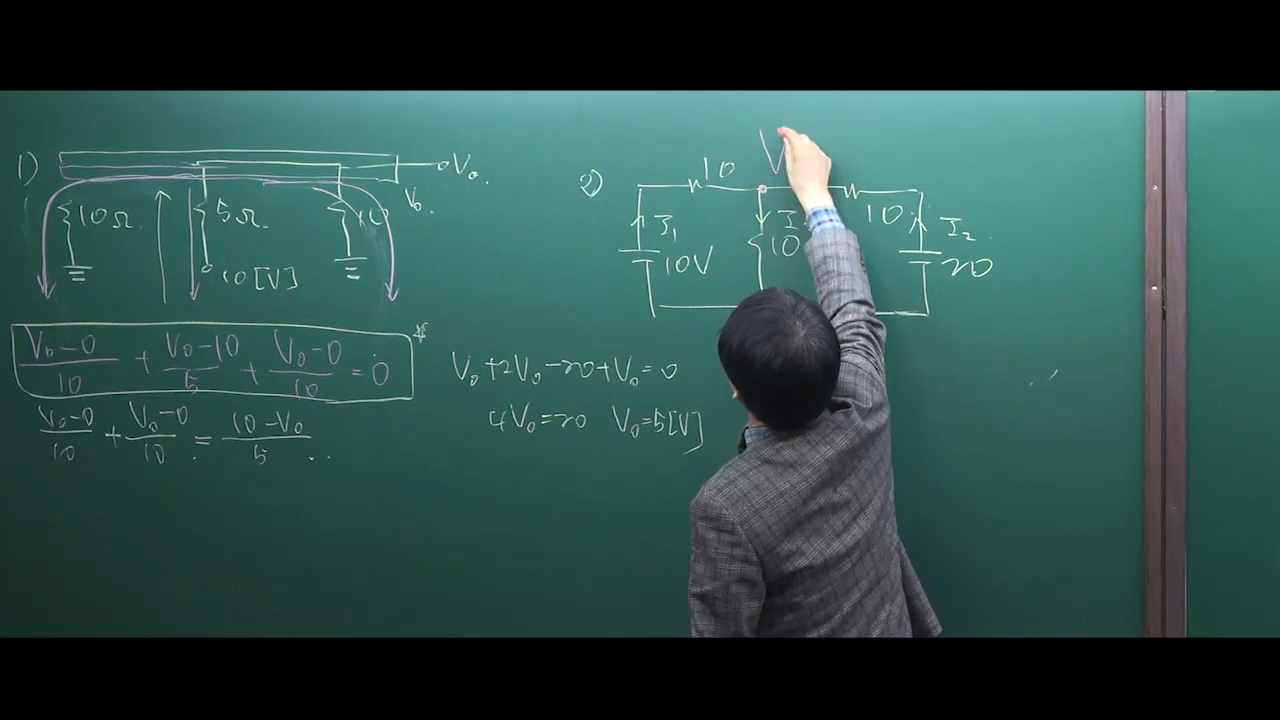 1)
V₀.
V₀.
10Ω.
5Ω.
10[V]
(V₀-0)/10 + (V₀-10)/5 + (V₀-0)/10 = 0 *
(V₀-0)/10 + (V₀-0)/10 = (10-V₀)/5 ..
V₀+2V₀-20+V₀=0
4V₀=20 V₀=5[V]
2)
V
10
10
10
I₁
I
I₂
10V
20